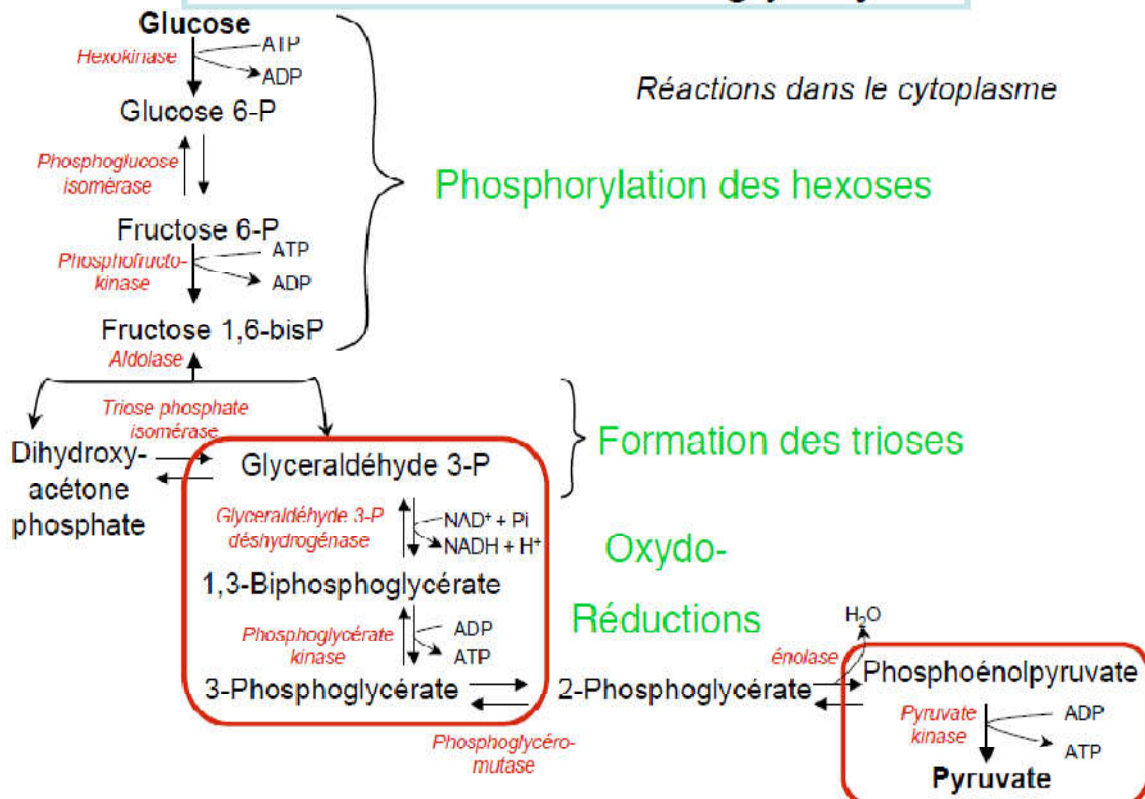 Glucose
Hexokinase
ATP
ADP
Réactions dans le cytoplasme
Glucose 6-P
Phosphoglucose
isomérase
Phosphorylation des hexoses
Fructose 6-P
Phosphofructo-
kinase
ATP
ADP
Fructose 1,6-bisP
Aldolase
Triose phosphate
isomérase
Formation des trioses
Dihydroxy-
acétone
phosphate
Glyceraldéhyde 3-P
Glyceraldéhyde 3-P
déshydrogénase
NAD⁺ + Pi
NADH + H⁺
Oxydo-
Réductions
1,3-Biphosphoglycérate
Phosphoglycérate
kinase
ADP
ATP
H₂O
énolase
3-Phosphoglycérate
2-Phosphoglycérate
Phosphoénolpyruvate
Phosphoglycéro-
mutase
Pyruvate
kinase
ADP
ATP
Pyruvate